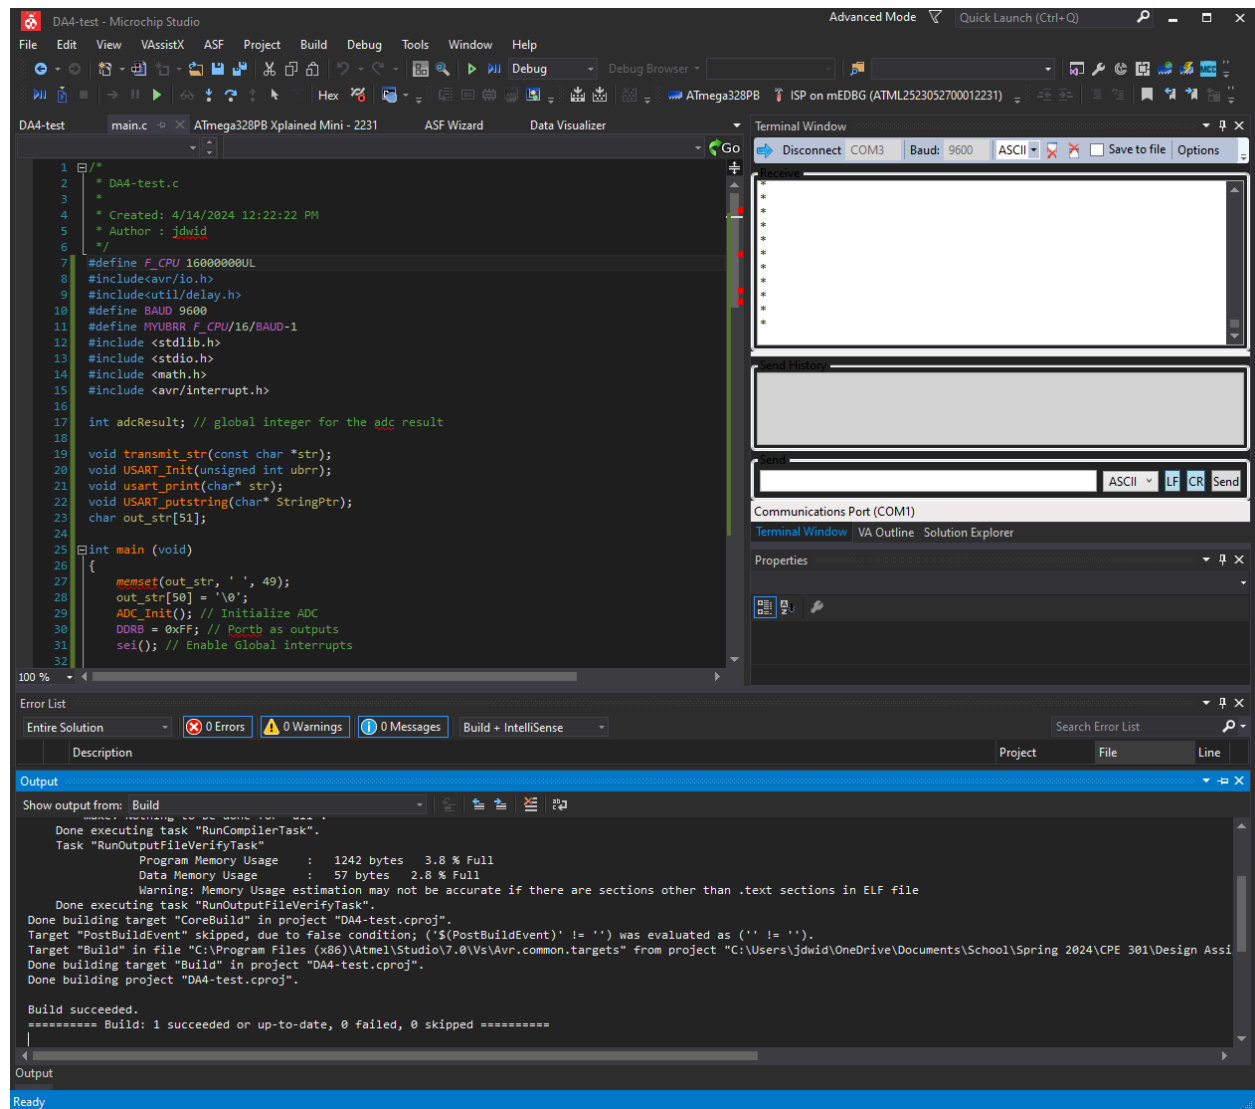 DA4-test - Microchip Studio
Advanced Mode
Quick Launch (Ctrl+Q)
File Edit View VAssistX ASF Project Build Debug Tools Window Help
Debug
Debug Browser
Hex
ATmega328PB
ISP on mEDBG (ATML2523052700012231)
DA4-test main.c ATmega328PB Xplained Mini - 2231 ASF Wizard Data Visualizer
Go
1 /*
2 * DA4-test.c
3 *
4 * Created: 4/14/2024 12:22:22 PM
5 * Author : jdwid
6 */
7 #define F_CPU 16000000UL
8 #include<avr/io.h>
9 #include<util/delay.h>
10 #define BAUD 9600
11 #define MYUBRR F_CPU/16/BAUD-1
12 #include <stdlib.h>
13 #include <stdio.h>
14 #include <math.h>
15 #include <avr/interrupt.h>
16
17 int adcResult; // global integer for the adc result
18
19 void transmit_str(const char *str);
20 void USART_Init(unsigned int ubrr);
21 void usart_print(char* str);
22 void USART_putstring(char* StringPtr);
23 char out_str[51];
24
25 int main (void)
26 {
27 memset(out_str, ' ', 49);
28 out_str[50] = '\0';
29 ADC_Init(); // Initialize ADC
30 DDRB = 0xFF; // Portb as outputs
31 sei(); // Enable Global interrupts
32
100 %
Terminal Window
Disconnect COM3 Baud: 9600 ASCII Save to file Options
Receive
*
*
*
*
*
*
*
*
*
*
*
Send History
Send
ASCII LF CR Send
Communications Port (COM1)
Terminal Window VA Outline Solution Explorer
Properties
Error List
Entire Solution 0 Errors 0 Warnings 0 Messages Build + IntelliSense Search Error List
Description Project File Line
Output
Show output from: Build
Done executing task "RunCompilerTask".
Task "RunOutputFileVerifyTask"
Program Memory Usage : 1242 bytes 3.8 % Full
Data Memory Usage : 57 bytes 2.8 % Full
Warning: Memory Usage estimation may not be accurate if there are sections other than .text sections in ELF file
Done executing task "RunOutputFileVerifyTask".
Done building target "CoreBuild" in project "DA4-test.cproj".
Target "PostBuildEvent" skipped, due to false condition; ('$(PostBuildEvent)' != '') was evaluated as ('' != '').
Target "Build" in file "C:\Program Files (x86)\Atmel\Studio\7.0\Vs\Avr.common.targets" from project "C:\Users\jdwid\OneDrive\Documents\School\Spring 2024\CPE 301\Design Assi
Done building target "Build" in project "DA4-test.cproj".
Done building project "DA4-test.cproj".
Build succeeded.
========== Build: 1 succeeded or up-to-date, 0 failed, 0 skipped ==========
Output
Ready